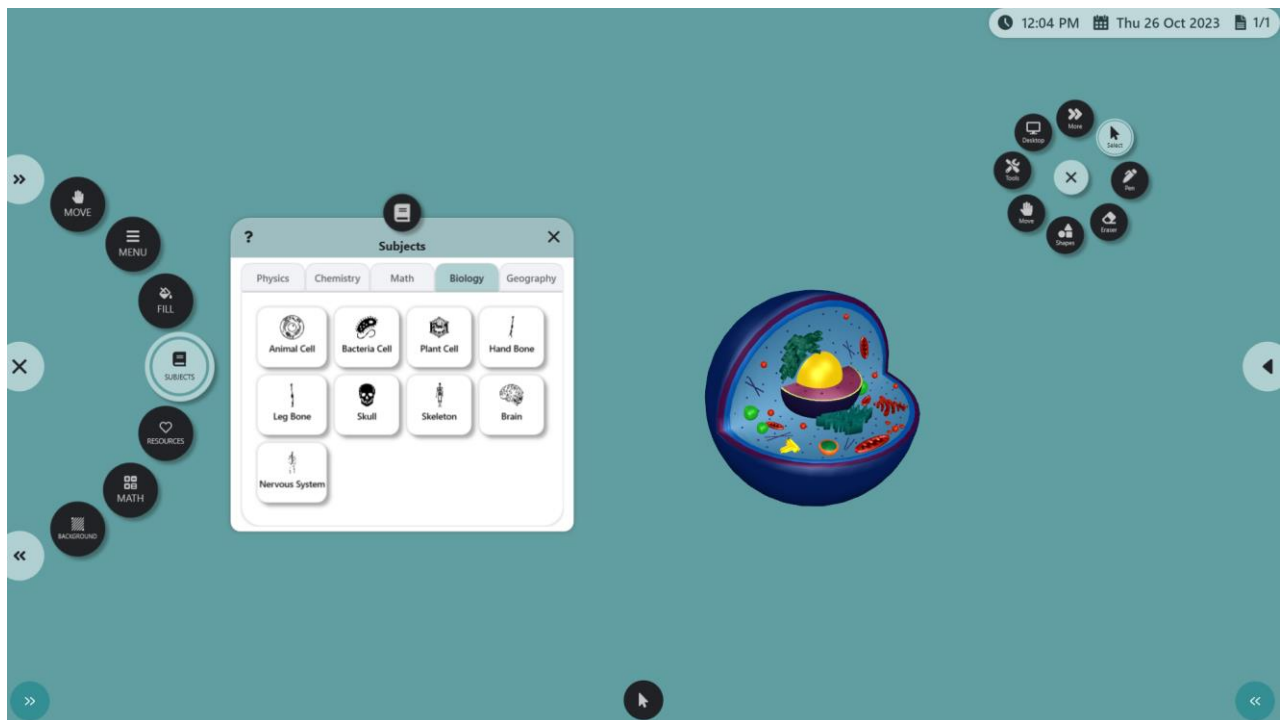 12:04 PM Thu 26 Oct 2023 1/1
More
Desktop
Select
Tools
Pen
Move
Eraser
Shapes
MOVE
MENU
FILL
SUBJECTS
RESOURCES
MATH
BACKGROUND
?
Subjects
Physics Chemistry Math Biology Geography
Animal Cell Bacteria Cell Plant Cell Hand Bone
Leg Bone Skull Skeleton Brain
Nervous System